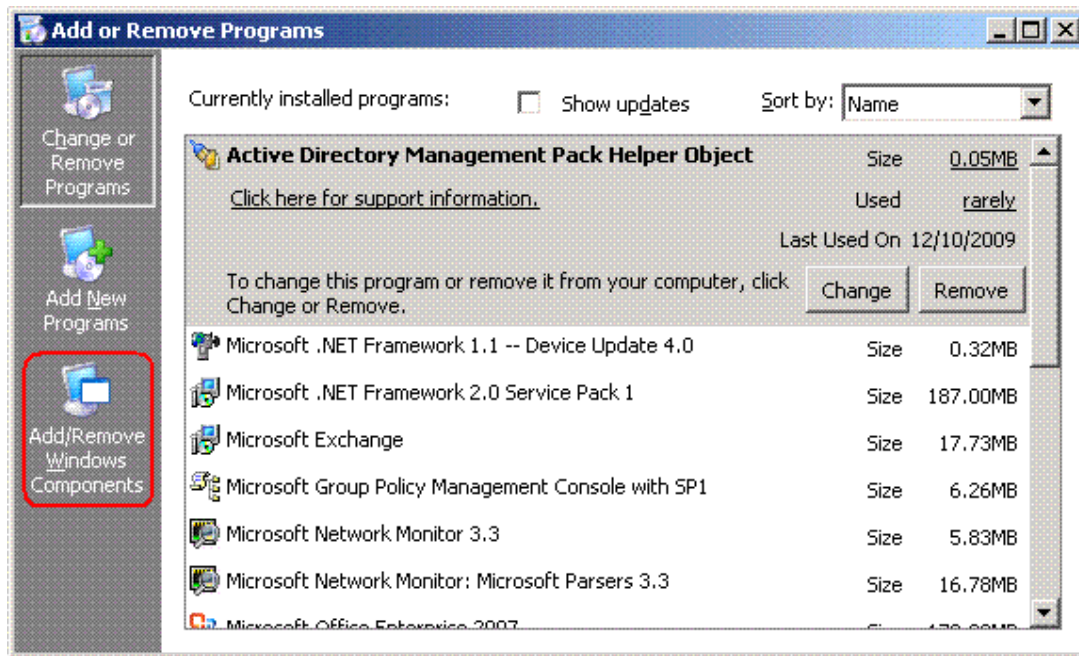 Add or Remove Programs
Change or
Remove
Programs
Add New
Programs
Add/Remove
Windows
Components
Currently installed programs:
Show updates
Sort by: Name
Active Directory Management Pack Helper Object Size 0.05MB
Click here for support information. Used rarely
Last Used On 12/10/2009
To change this program or remove it from your computer, click
Change or Remove.
Change Remove
Microsoft .NET Framework 1.1 -- Device Update 4.0 Size 0.32MB
Microsoft .NET Framework 2.0 Service Pack 1 Size 187.00MB
Microsoft Exchange Size 17.73MB
Microsoft Group Policy Management Console with SP1 Size 6.26MB
Microsoft Network Monitor 3.3 Size 5.83MB
Microsoft Network Monitor: Microsoft Parsers 3.3 Size 16.78MB
Microsoft Office Enterprise 2007